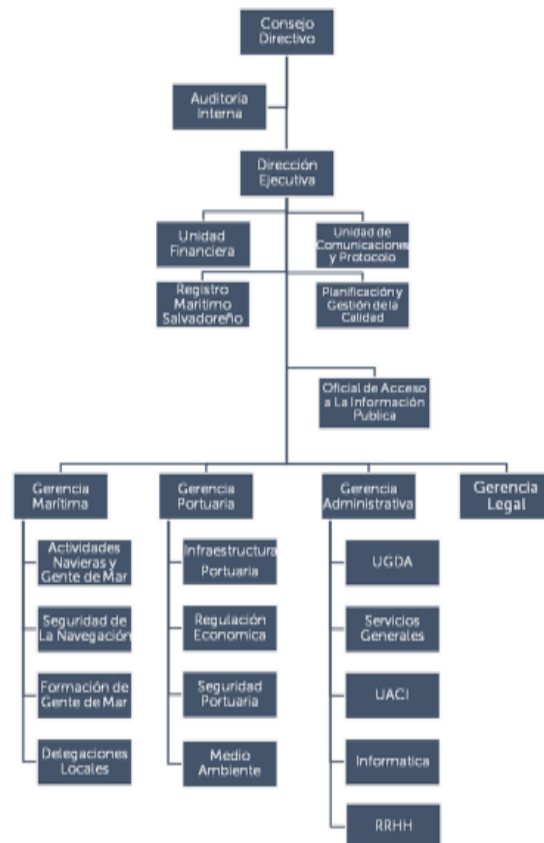 Consejo
Directivo
Auditoria
Interna
Dirección
Ejecutiva
Unidad
Financiera
Unidad de
Comunicaciones
y Protocolo
Registro
Marítimo
Salvadoreño
Planificación y
Gestión de la
Calidad
Oficial de Acceso
a La Información
Publica
Gerencia
Marítima
Gerencia
Portuaria
Gerencia
Administrativa
Gerencia
Legal
Actividades
Navieras y
Gente de Mar
Seguridad de
La Navegación
Formación de
Gente de Mar
Delegaciones
Locales
Infraestructura
Portuaria
Regulación
Economica
Seguridad
Portuaria
Medio
Ambiente
UGDA
Servicios
Generales
UACI
Informatica
RRHH